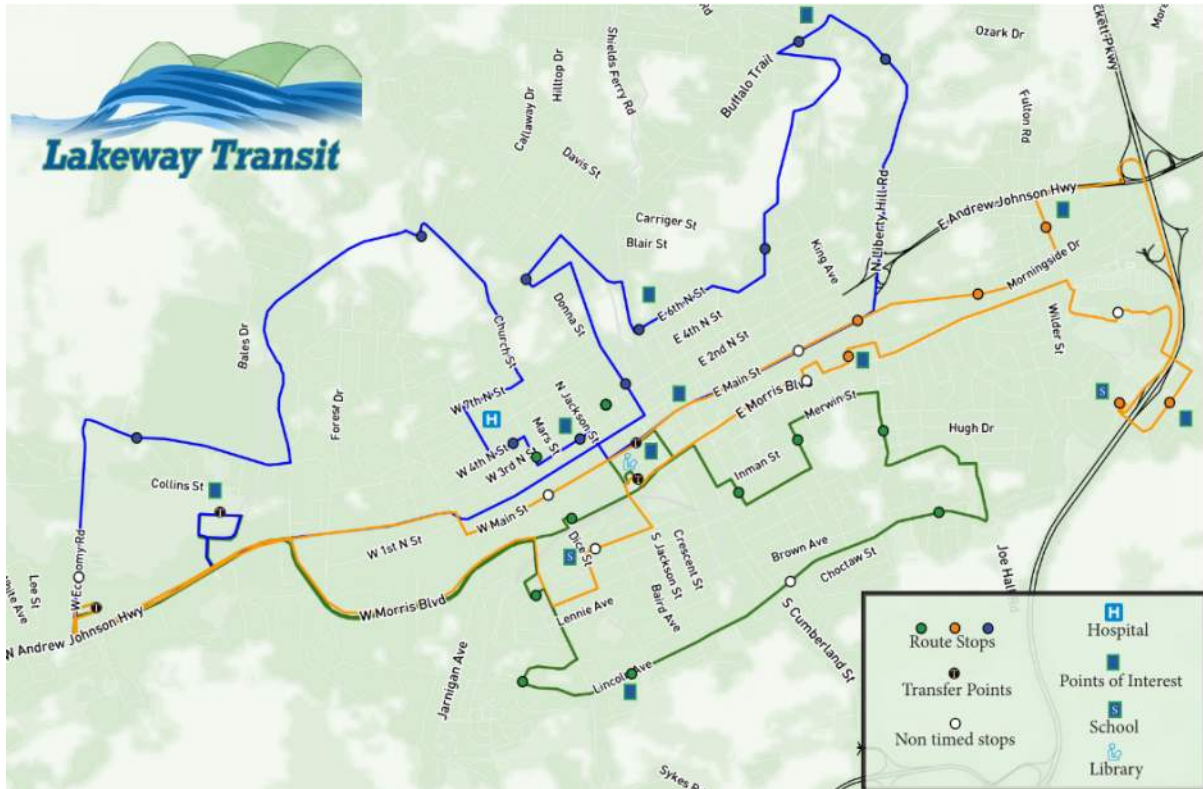 Lakeway Transit
Buffalo Trail
Ozark Dr
Shields Ferry Rd
Hilltop Dr
Callaway Dr
Davis St
Fulton Rd
Carriger St
Blair St
King Ave
N Liberty Hill Rd
E Andrew Johnson Hwy
Morningside Dr
Wilder St
E 6th N St
E 4th N St
E 2nd N St
Donna St
Church St
Bales Dr
Forest Dr
W 7th N St
N Jackson St
Mars St
W 4th N St
W 3rd N St
E Main St
E Morris Blvd
Merwin St
Hugh Dr
Inman St
Collins St
W Economy Rd
Lee St
W 1st N St
W Main St
Dice St
S Jackson St
Crescent St
Baird Ave
Brown Ave
Choctaw St
W Morris Blvd
Lennie Ave
N Andrew Johnson Hwy
Jarnigan Ave
Lincoln Ave
S Cumberland St
H
S
S
T
T
T
T
Route Stops
Transfer Points
Non timed stops
H
Hospital
Points of Interest
S
School
Library